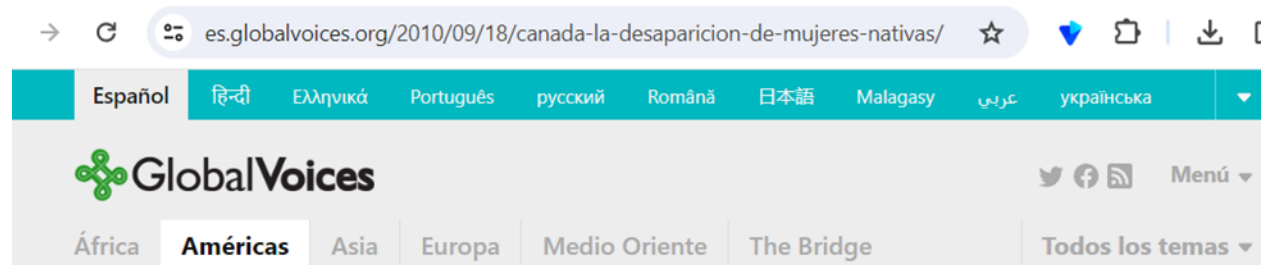 es.globalvoices.org/2010/09/18/canada-la-desaparicion-de-mujeres-nativas/
Español हिन्दी Ελληνικά Português русский Română 日本語 Malagasy عربي українська
GlobalVoices Menú
África Américas Asia Europa Medio Oriente The Bridge Todos los temas